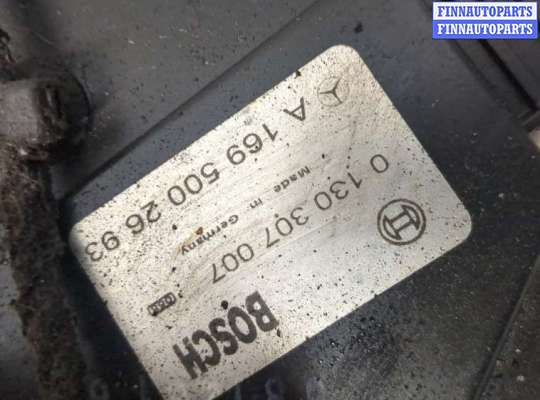 FINNAUTOPARTS
FINNAUTOPARTS
A 169 500 26 93
Made in Germany
0 130 307 007
BOSCH